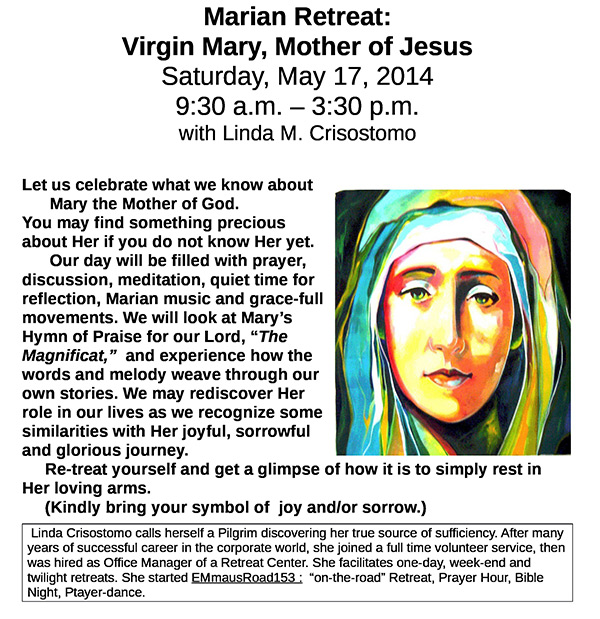 Marian Retreat:
Virgin Mary, Mother of Jesus
Saturday, May 17, 2014
9:30 a.m. – 3:30 p.m.
with Linda M. Crisostomo
Let us celebrate what we know about
Mary the Mother of God.
You may find something precious
about Her if you do not know Her yet.
Our day will be filled with prayer,
discussion, meditation, quiet time for
reflection, Marian music and grace-full
movements. We will look at Mary's
Hymn of Praise for our Lord, “The
Magnificat,”  and experience how the
words and melody weave through our
own stories. We may rediscover Her
role in our lives as we recognize some
similarities with Her joyful, sorrowful
and glorious journey.
Re-treat yourself and get a glimpse of how it is to simply rest in
Her loving arms.
(Kindly bring your symbol of  joy and/or sorrow.)
Linda Crisostomo calls herself a Pilgrim discovering her true source of sufficiency. After many
years of successful career in the corporate world, she joined a full time volunteer service, then
was hired as Office Manager of a Retreat Center. She facilitates one-day, week-end and
twilight retreats. She started EMmausRoad153 :  “on-the-road” Retreat, Prayer Hour, Bible
Night, Ptayer-dance.